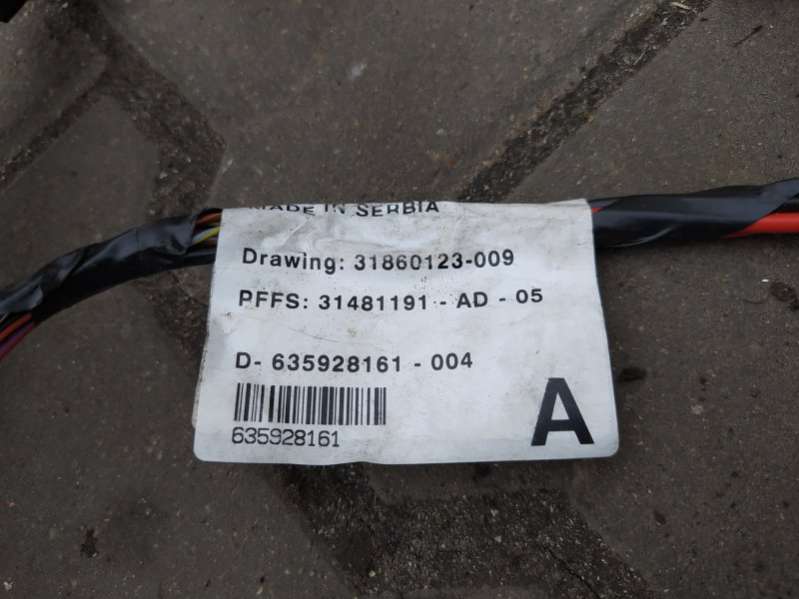 MADE IN SERBIA
Drawing: 31860123-009
PFFS: 31481191 - AD - 05
D- 635928161 - 004
A
635928161